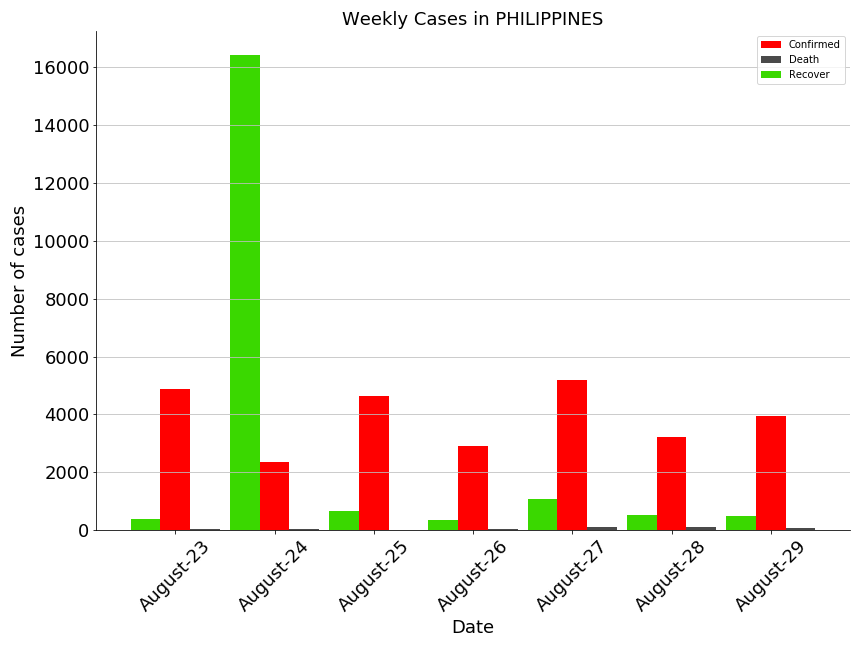 Weekly Cases in PHILIPPINES
Confirmed
Death
Recover
Number of cases
16000
14000
12000
10000
8000
6000
4000
2000
0
August-23
August-24
August-25
August-26
August-27
August-28
August-29
Date